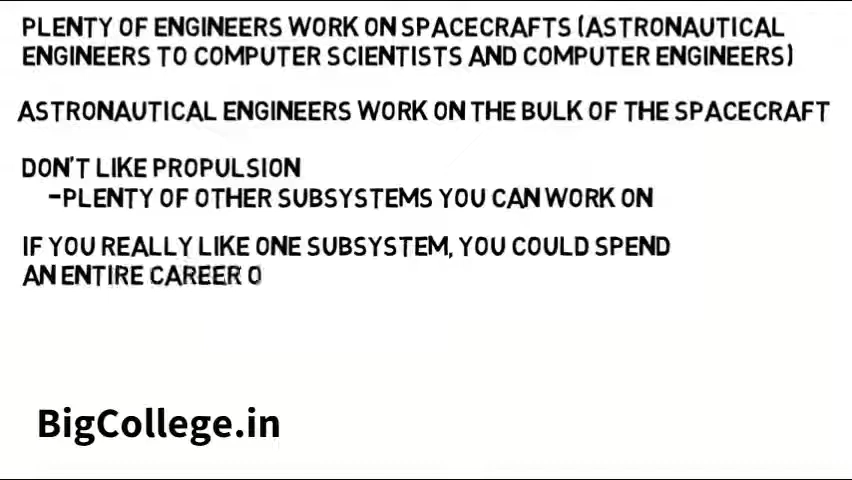 PLENTY OF ENGINEERS WORK ON SPACECRAFTS (ASTRONAUTICAL
ENGINEERS TO COMPUTER SCIENTISTS AND COMPUTER ENGINEERS)
ASTRONAUTICAL ENGINEERS WORK ON THE BULK OF THE SPACECRAFT
DON'T LIKE PROPULSION
-PLENTY OF OTHER SUBSYSTEMS YOU CAN WORK ON
IF YOU REALLY LIKE ONE SUBSYSTEM, YOU COULD SPEND
AN ENTIRE CAREER O
BigCollege.in